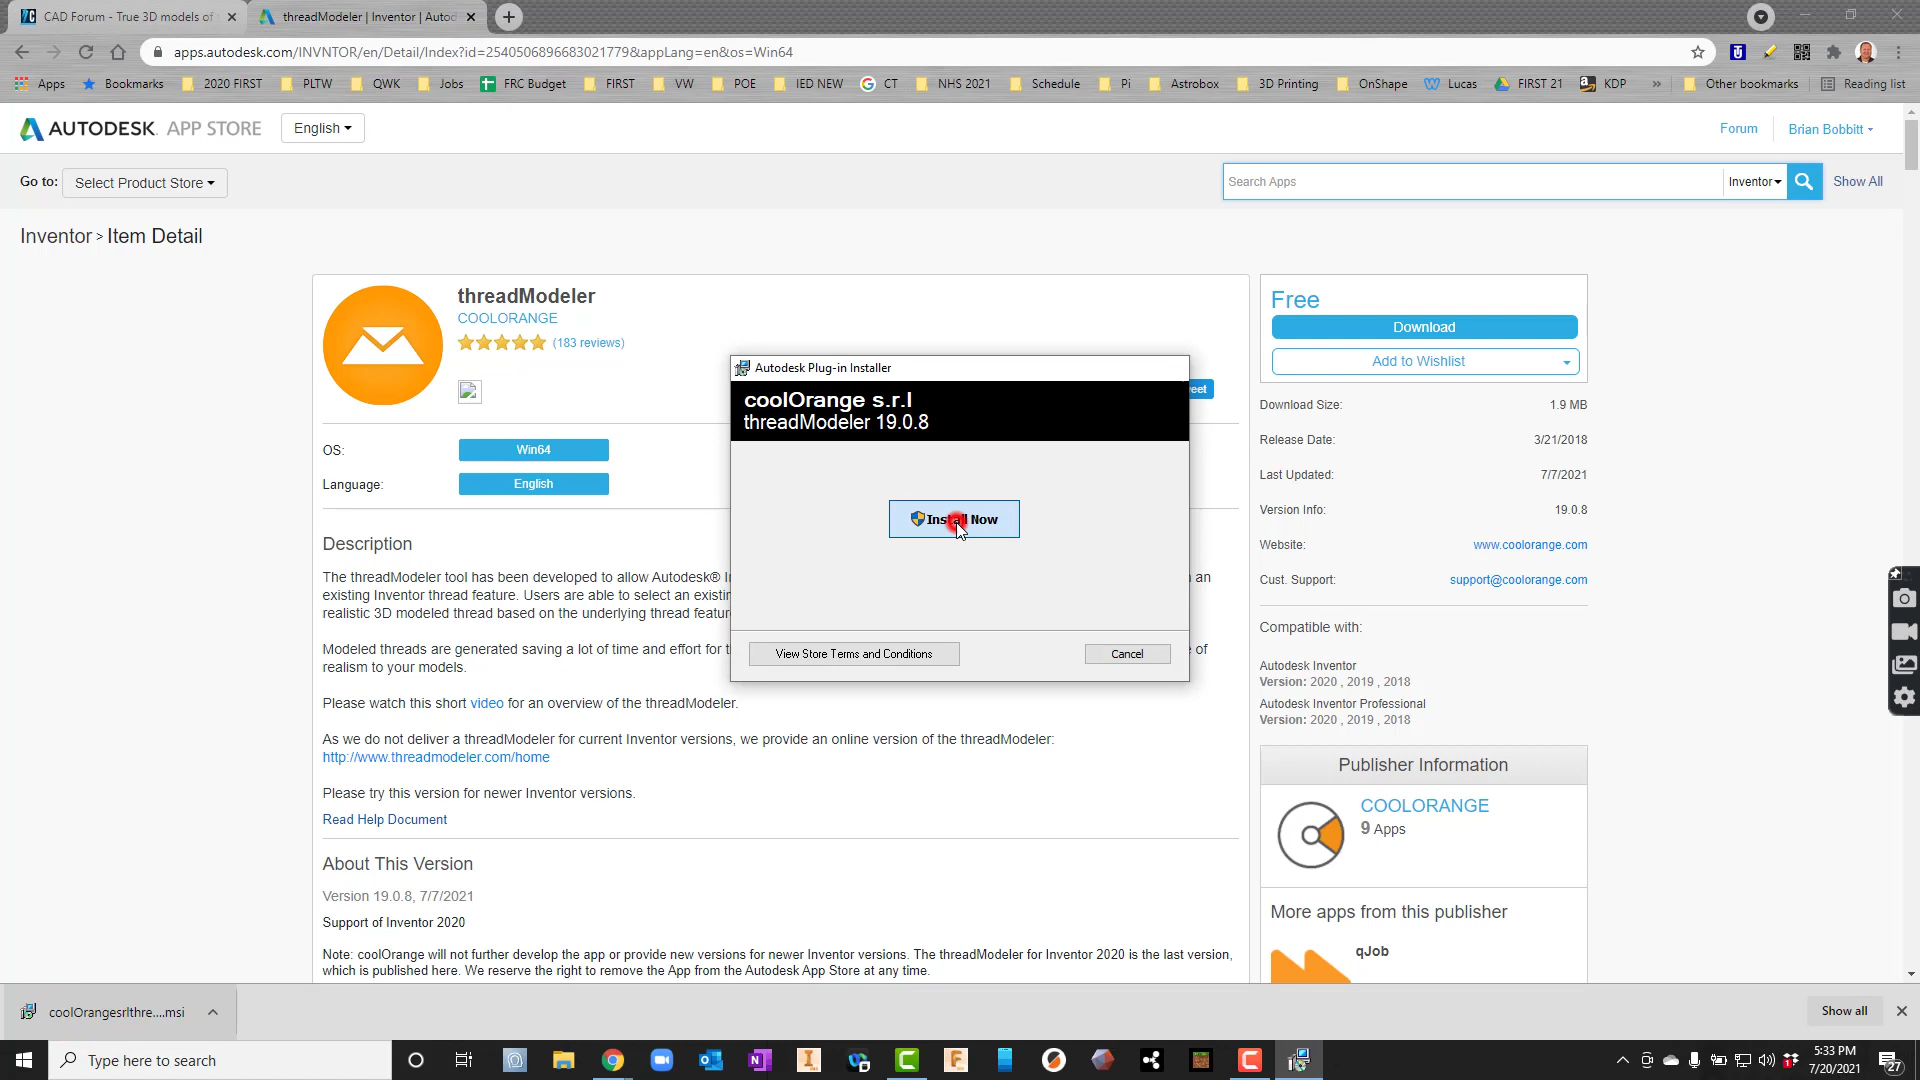 CAD Forum - True 3D models of
threadModeler | Inventor | Autod
apps.autodesk.com/INVNTOR/en/Detail/Index?id=2540506896683021779&appLang=en&os=Win64
Apps Bookmarks 2020 FIRST PLTW QWK Jobs FRC Budget FIRST VW POE IED NEW CT NHS 2021 Schedule Pi Astrobox 3D Printing OnShape Lucas FIRST 21 KDP » Other bookmarks Reading list
AUTODESK. APP STORE English Forum Brian Bobbitt
Go to: Select Product Store Search Apps Inventor Show All
Inventor > Item Detail
threadModeler
COOLORANGE
(183 reviews)
OS: Win64
Language: English
Description
The threadModeler tool has been developed to allow Autodesk® I an
existing Inventor thread feature. Users are able to select an existin
realistic 3D modeled thread based on the underlying thread featur
Modeled threads are generated saving a lot of time and effort for t of
realism to your models.
Please watch this short video for an overview of the threadModeler.
As we do not deliver a threadModeler for current Inventor versions, we provide an online version of the threadModeler:
http://www.threadmodeler.com/home
Please try this version for newer Inventor versions.
Read Help Document
About This Version
Version 19.0.8, 7/7/2021
Support of Inventor 2020
Note: coolOrange will not further develop the app or provide new versions for newer Inventor versions. The threadModeler for Inventor 2020 is the last version,
which is published here. We reserve the right to remove the App from the Autodesk App Store at any time.
Autodesk Plug-in Installer
coolOrange s.r.l
threadModeler 19.0.8
Install Now
View Store Terms and Conditions Cancel
eet
Free
Download
Add to Wishlist
Download Size: 1.9 MB
Release Date: 3/21/2018
Last Updated: 7/7/2021
Version Info: 19.0.8
Website: www.coolorange.com
Cust. Support: support@coolorange.com
Compatible with:
Autodesk Inventor
Version: 2020 , 2019 , 2018
Autodesk Inventor Professional
Version: 2020 , 2019 , 2018
Publisher Information
COOLORANGE
9 Apps
More apps from this publisher
qJob
coolOrangesrlthre....msi Show all
Type here to search
5:33 PM
7/20/2021
27